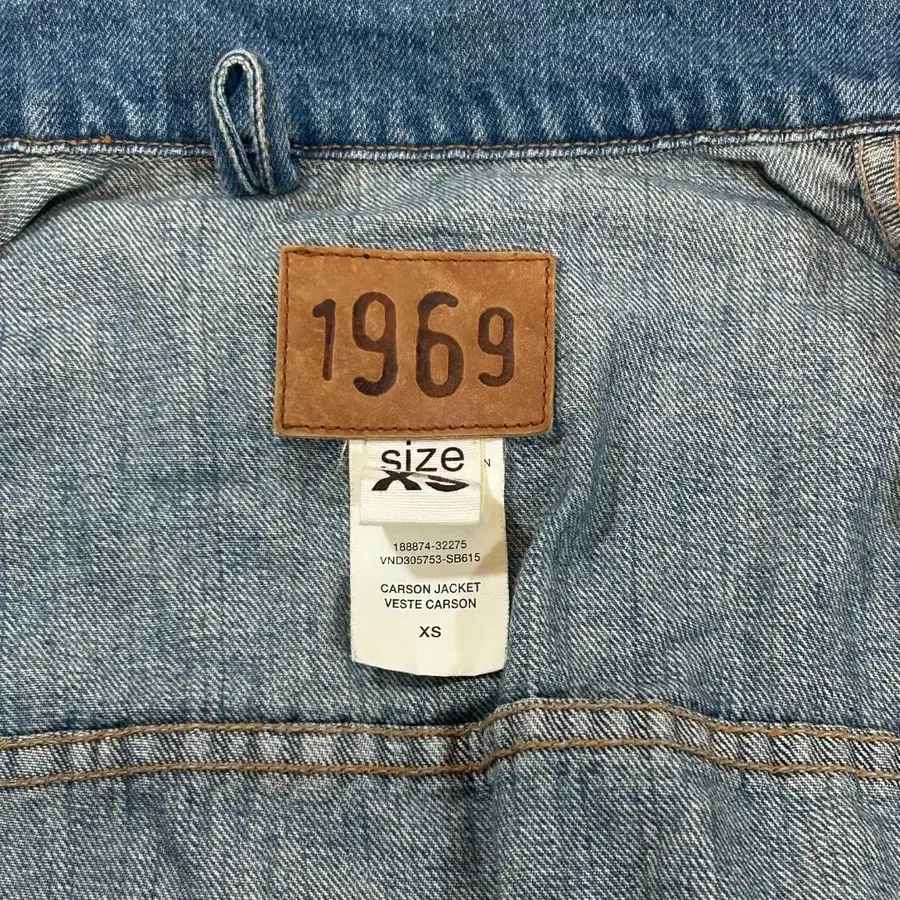 1969
size
XS
188874-32275
VND305753-SB615
CARSON JACKET
VESTE CARSON
XS